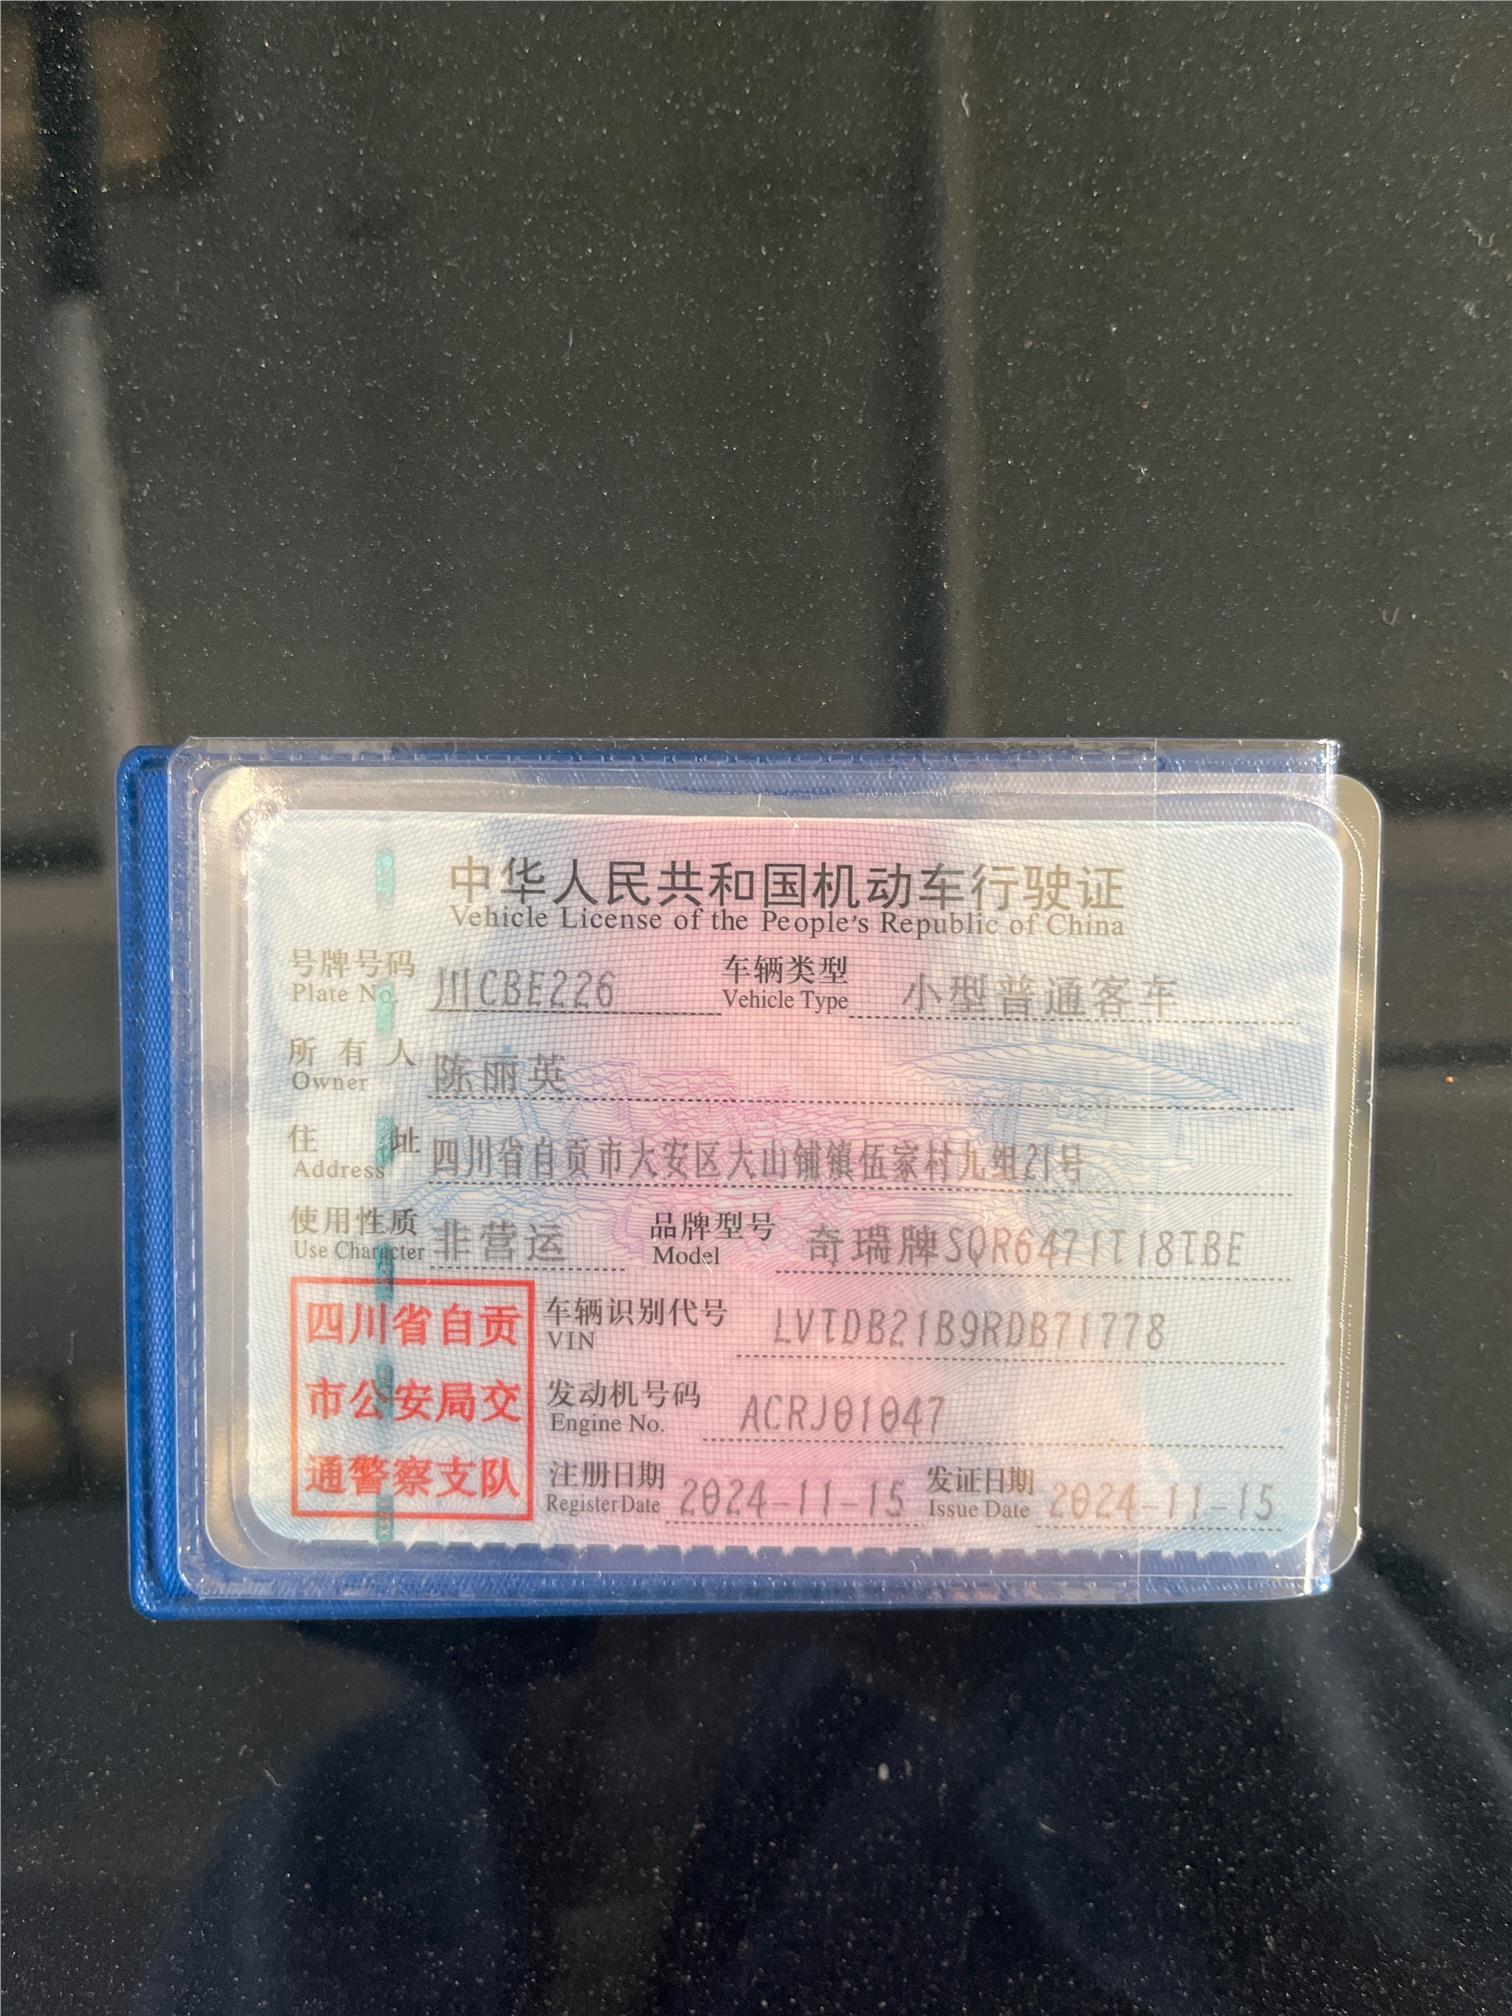 中华人民共和国机动车行驶证
Vehicle License of the People's Republic of China
号牌号码 川CBE226 车辆类型 小型普通客车
Plate No. Vehicle Type
所有人 陈丽英
Owner
住址 四川省自贡市大安区大山铺镇伍家村九组21号
Address
使用性质 非营运 品牌型号 奇瑞牌SQR6471T18TBE
Use Character Model
四川省自贡
市公安局交
通警察支队
车辆识别代号 LVTDB21B9RDB71778
VIN
发动机号码 ACRJ01047
Engine No.
注册日期 2024-11-15 发证日期 2024-11-15
Register Date Issue Date